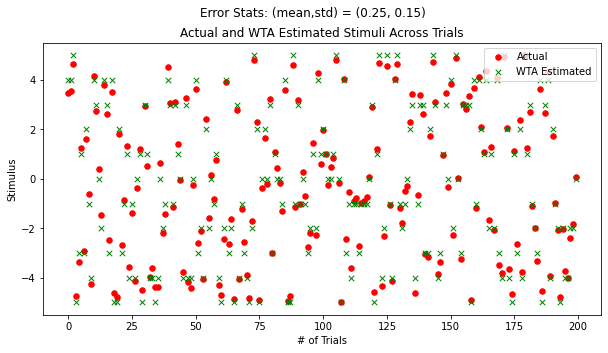 Error Stats: (mean,std) = (0.25, 0.15)
Actual and WTA Estimated Stimuli Across Trials
Actual
WTA Estimated
Stimulus
4
2
0
−2
−4
0 25 50 75 100 125 150 175 200
# of Trials